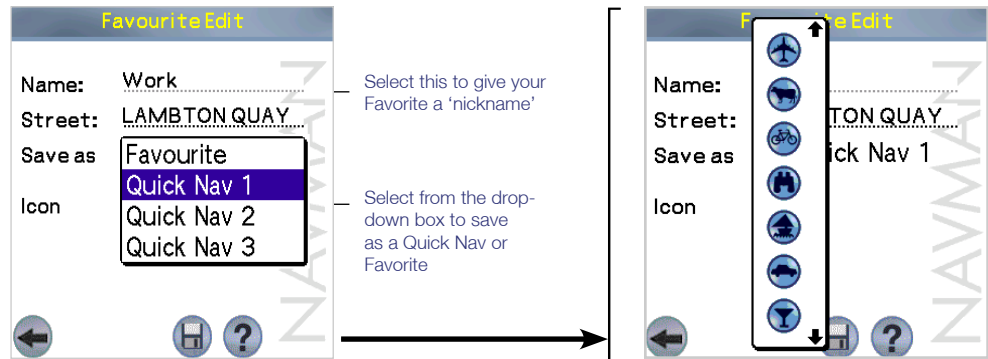 Favourite Edit
Name: Work
Street: LAMBTON QUAY
Save as
Favourite
Quick Nav 1
Quick Nav 2
Quick Nav 3
Icon
NAVMAN
?
Select this to give your
Favorite a ‘nickname’
Select from the drop-
down box to save
as a Quick Nav or
Favorite
F e Edit
Name:
Street: TON QUAY
Save as ick Nav 1
Icon
NAVMAN
?